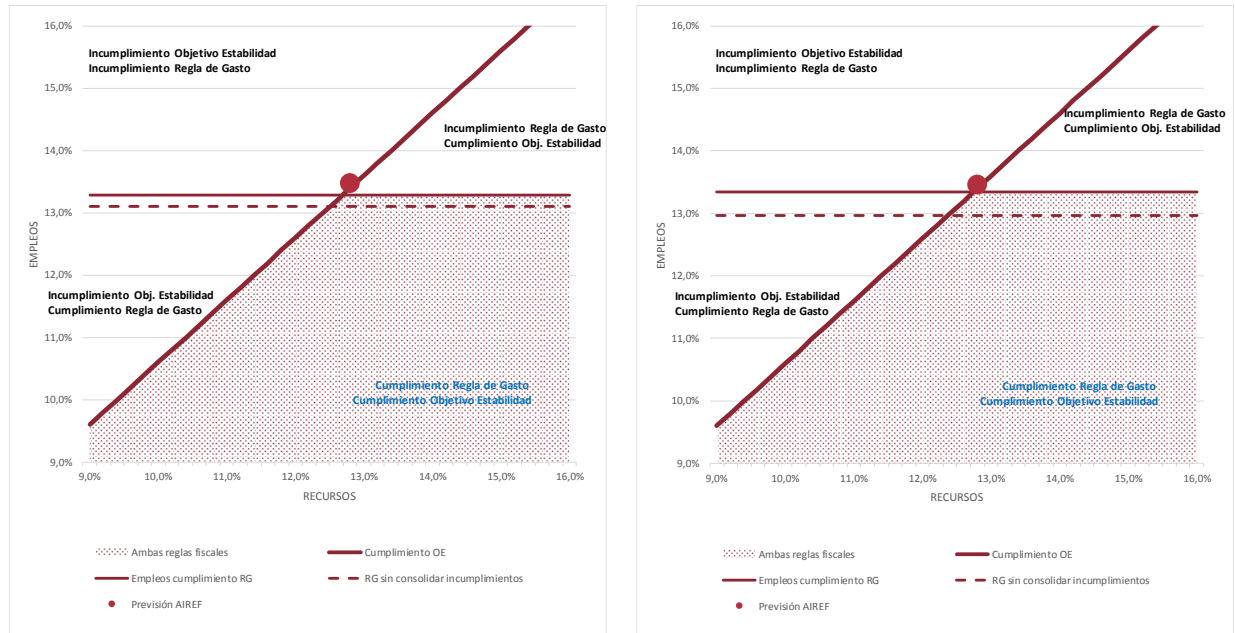 16,0%
Incumplimiento Objetivo Estabilidad
Incumplimiento Regla de Gasto
15,0%
Incumplimiento Regla de Gasto
Cumplimiento Obj. Estabilidad
14,0%
13,0%
EMPLEOS
12,0%
Incumplimiento Obj. Estabilidad
Cumplimiento Regla de Gasto
11,0%
Cumplimiento Regla de Gasto
Cumplimiento Objetivo Estabilidad
10,0%
9,0%
9,0% 10,0% 11,0% 12,0% 13,0% 14,0% 15,0% 16,0%
RECURSOS
Ambas reglas fiscales
Cumplimiento OE
Empleos cumplimiento RG
RG sin consolidar incumplimientos
Previsión AIREF
16,0%
Incumplimiento Objetivo Estabilidad
Incumplimiento Regla de Gasto
15,0%
Incumplimiento Regla de Gasto
Cumplimiento Obj. Estabilidad
14,0%
13,0%
EMPLEOS
12,0%
Incumplimiento Obj. Estabilidad
Cumplimiento Regla de Gasto
11,0%
Cumplimiento Regla de Gasto
Cumplimiento Objetivo Estabilidad
10,0%
9,0%
9,0% 10,0% 11,0% 12,0% 13,0% 14,0% 15,0% 16,0%
RECURSOS
Ambas reglas fiscales
Cumplimiento OE
Empleos cumplimiento RG
RG sin consolidar incumplimientos
Previsión AIREF